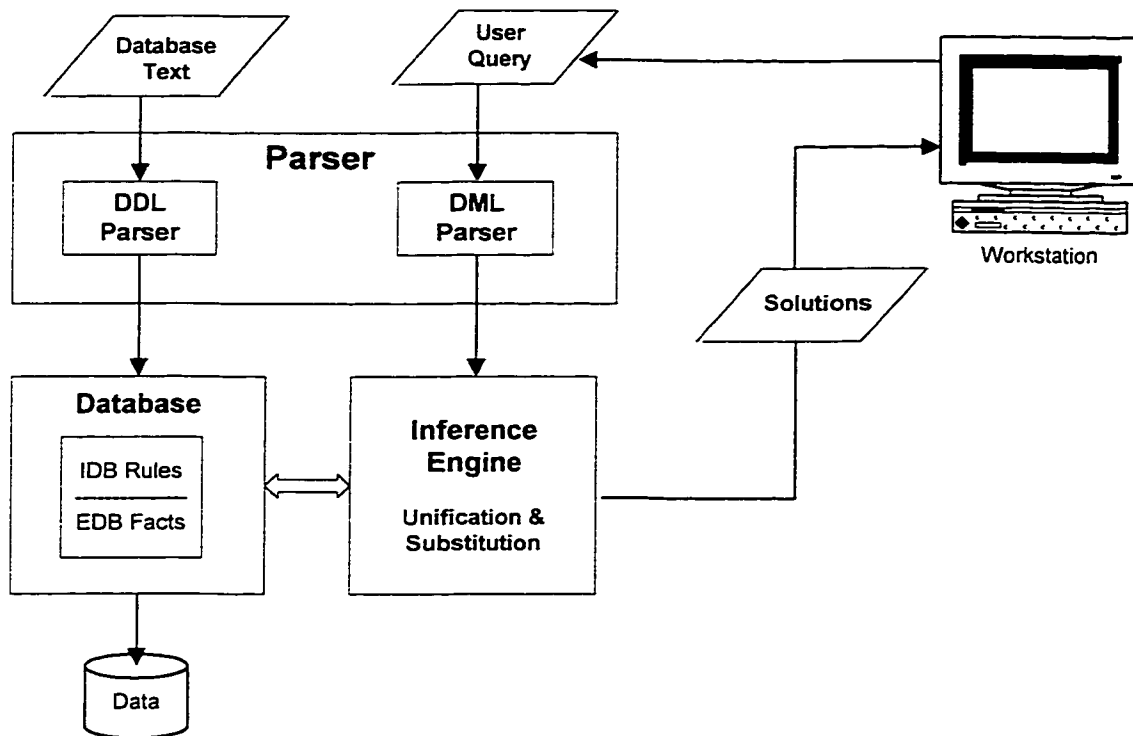 Database
Text
User
Query
Parser
DDL
Parser
DML
Parser
Workstation
Solutions
Database
IDB Rules
EDB Facts
Inference
Engine
Unification &
Substitution
Data